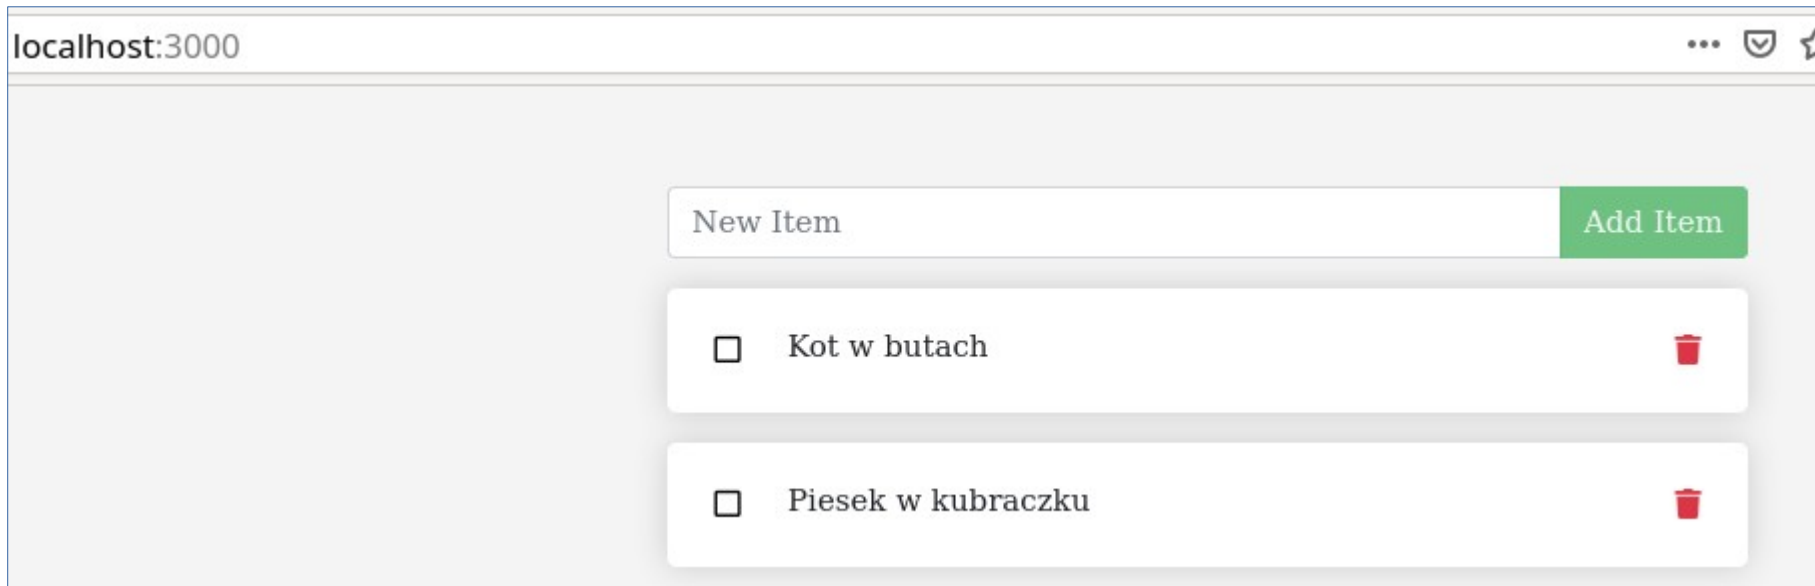 localhost:3000
New Item
Add Item
Kot w butach
Piesek w kubraczku